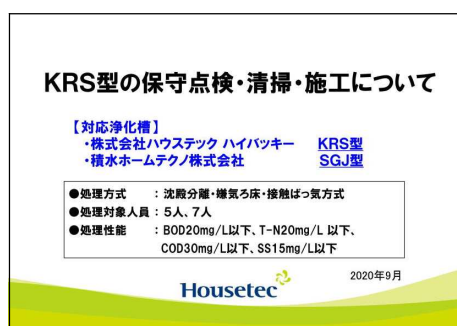 KRS型の保守点検・清掃・施工について
【対応浄化槽】
・株式会社ハウステック ハイバッキー KRS型
・積水ホームテクノ株式会社 SGJ型
●処理方式 ：沈殿分離・嫌気ろ床・接触ばっ気方式
●処理対象人員：５人、７人
●処理性能 ：BOD20mg/L以下、T-N20mg/L 以下、
COD30mg/L以下、SS15mg/L以下
2020年9月
Housetec